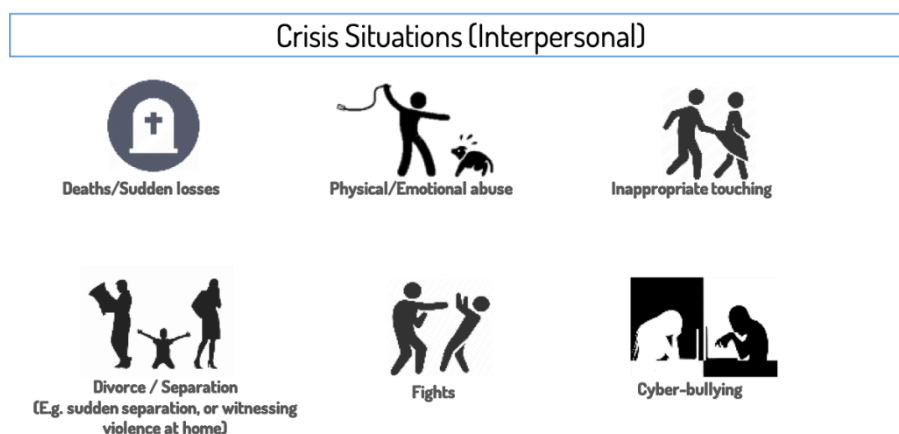 Crisis Situations (Interpersonal)
Deaths/Sudden losses
Physical/Emotional abuse
Inappropriate touching
Divorce / Separation
(E.g. sudden separation, or witnessing
violence at home)
Fights
Cyber-bullying